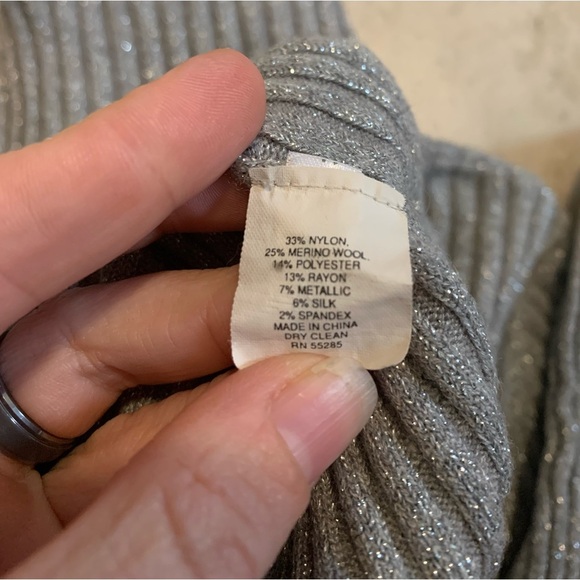 33% NYLON,
25% MERINO WOOL,
14% POLYESTER
13% RAYON
7% METALLIC
6% SILK
2% SPANDEX
MADE IN CHINA
DRY CLEAN
RN 55285